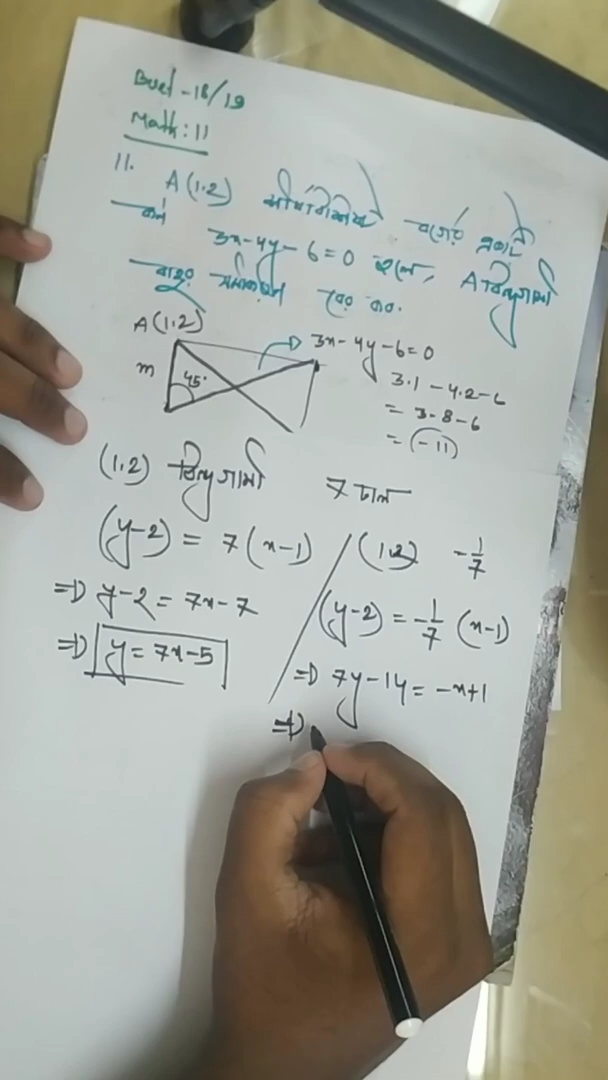 Buet - 18/19
Math: 11
11.
A(1.2) শীর্ষবিশিষ্ট বর্গের একটি
কর্ণ 3x-4y-6=0 হলে, A বিন্দুগামী
বাহুর সমীকরণ বের কর.
A(1.2)
3x-4y-6=0
m
45°
3.1-4.2-6
= 3-8-6
= (-11)
(1.2) বিন্দুগামী 7 ঢাল
(y-2) = 7(x-1)
=> y-2 = 7x-7
=> y = 7x-5
(1.2) -1/7
(y-2) = -1/7 (x-1)
=> 7y-14 = -x+1
=>